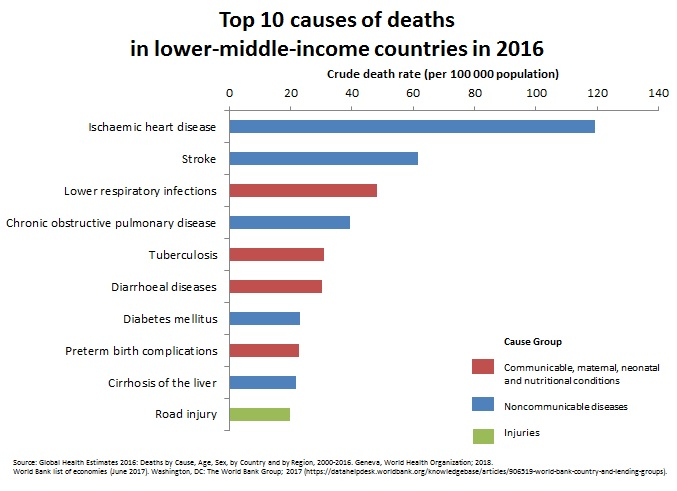 Top 10 causes of deaths
in lower-middle-income countries in 2016
Crude death rate (per 100 000 population)
0 20 40 60 80 100 120 140
Ischaemic heart disease
Stroke
Lower respiratory infections
Chronic obstructive pulmonary disease
Tuberculosis
Diarrhoeal diseases
Diabetes mellitus
Preterm birth complications
Cirrhosis of the liver
Road injury
Cause Group
Communicable, maternal, neonatal
and nutritional conditions
Noncommunicable diseases
Injuries
Source: Global Health Estimates 2016: Deaths by Cause, Age, Sex, by Country and by Region, 2000-2016. Geneva, World Health Organization; 2018.
World Bank list of economies (June 2017). Washington, DC: The World Bank Group; 2017 (https://datahelpdesk.worldbank.org/knowledgebase/articles/906519-world-bank-country-and-lending-groups).